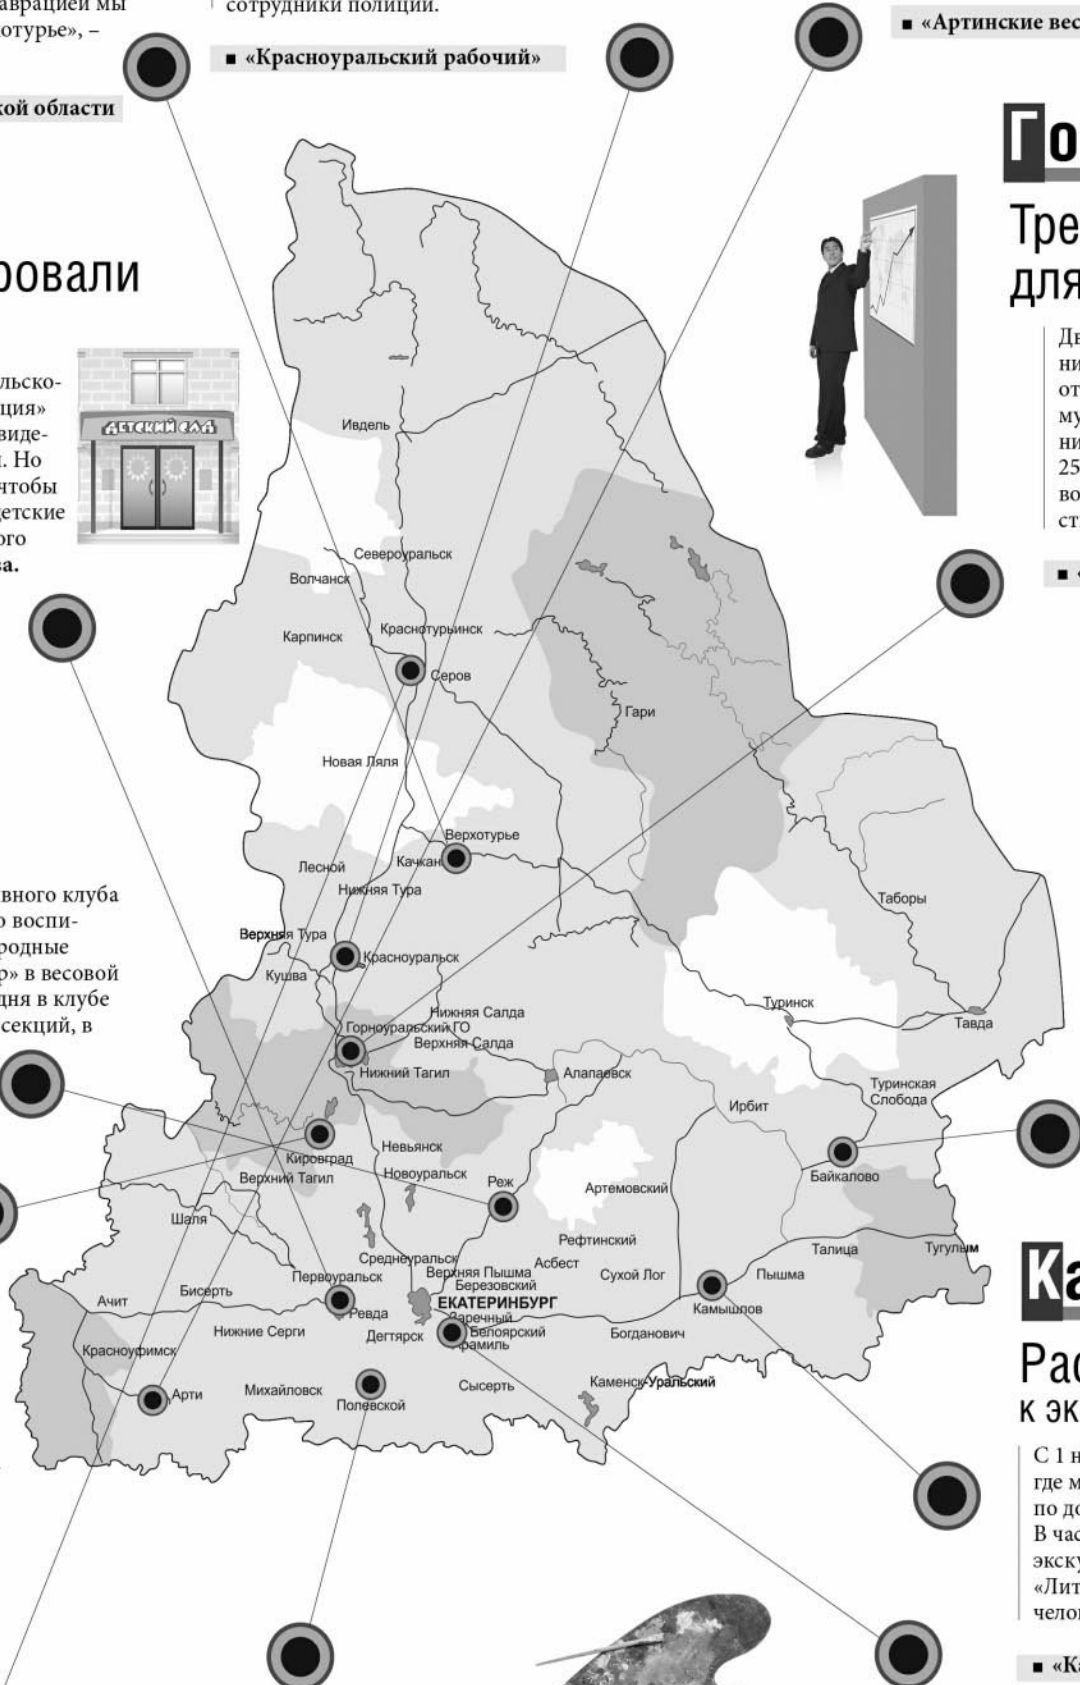 аврацией мы
отурье», –
кой области
сотрудники полиции.
■ «Красноуральский рабочий»
■ «Артинские вес
Го
Тре
для
ровали
льско-
ция»
виде-
. Но
чтобы
детские
ого
ва.
ДЕТСКИЙ САД
Дв
ни
от
му
ни
25
во
ст
■ «
вного клуба
о воспи-
родные
р» в весовой
дня в клубе
секций, в
Ивдель
Североуральск
Волчанск
Краснотурьинск
Карпинск
Серов
Гари
Новая Ляля
Верхотурье
Качкан
Лесной
Нижняя Тура
Таборы
Верхняя Тура
Красноуральск
Кушва
Туринск
Нижняя Салда
Тавда
Горноуральский ГО
Верхняя Салда
Нижний Тагил
Алапаевск
Туринская
Слобода
Ирбит
Невьянск
Кировград
Новоуральск
Верхний Тагил
Реж
Артемовский
Байкалово
Шаля
Рефтинский
Талица
Тугулым
Среднеуральск
Асбест
Верхняя Пышма
Сухой Лог
Пышма
Первоуральск
Березовский
Бисерть
Ачит
ЕКАТЕРИНБУРГ
Камышлов
Ревда
Заречный
Нижние Серги
Дегтярск
Белоярский
Богданович
Арамиль
Красноуфимск
Каменск-Уральский
Сысерть
Михайловск
Арти
Полевской
Ка
Рас
к эк
С 1 н
где м
по до
В час
экску
«Лит
чело
■ «Ка